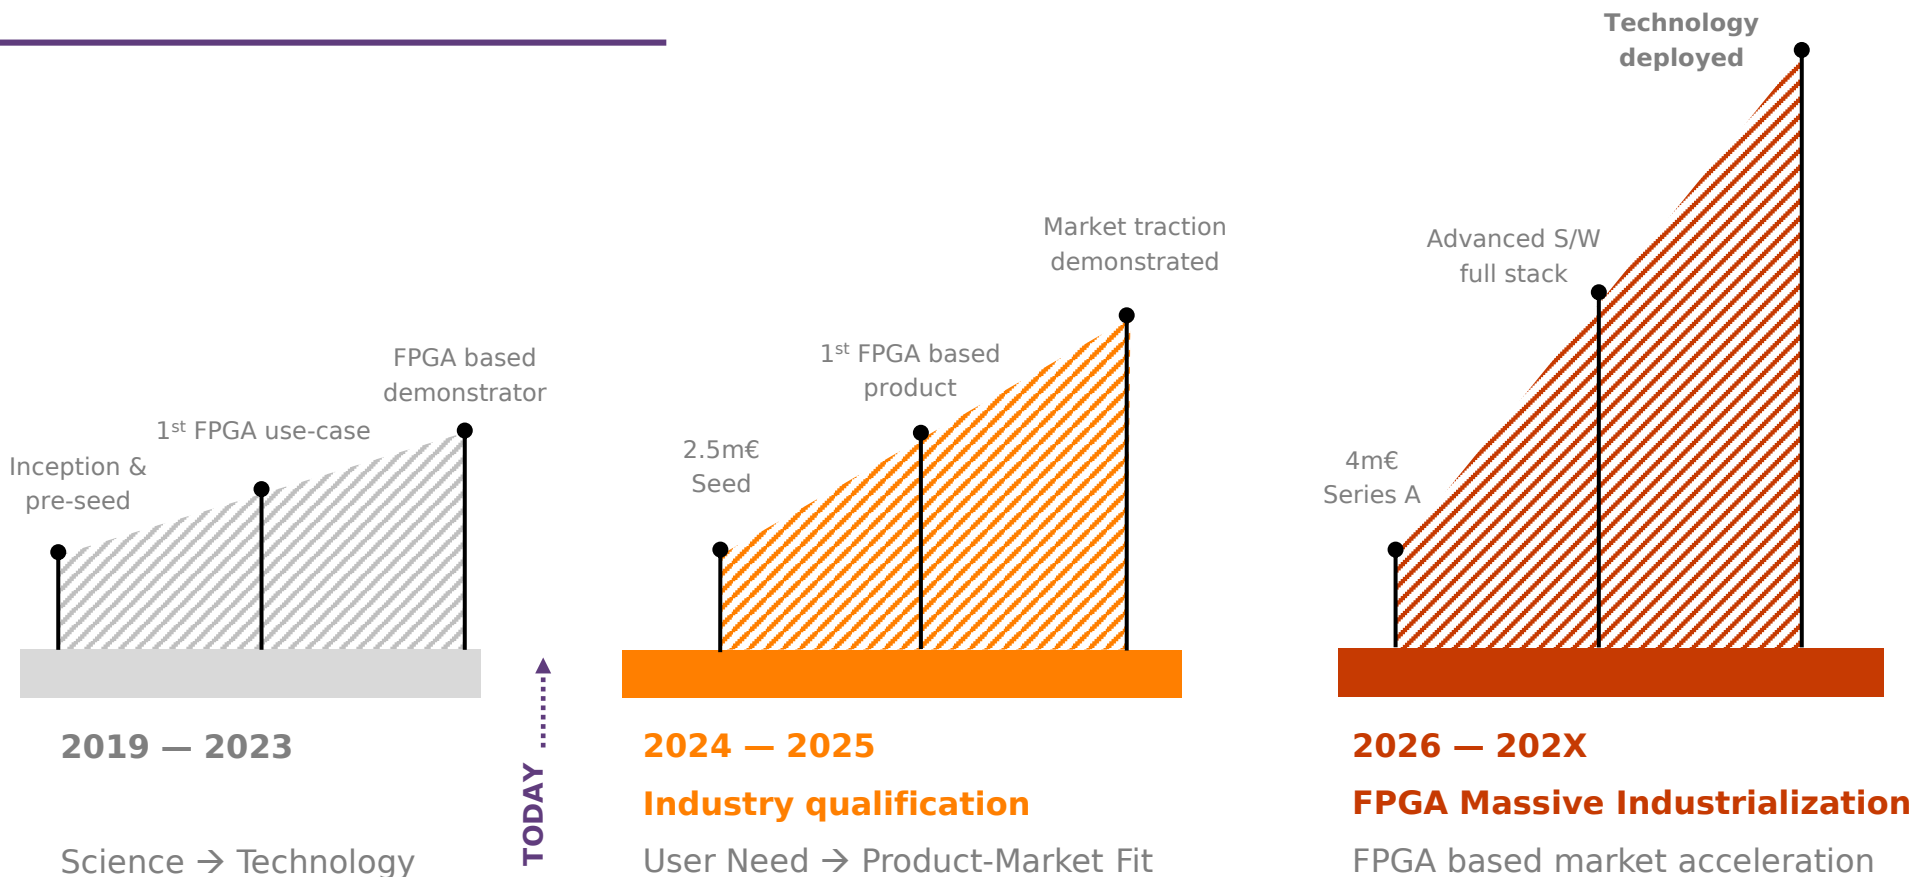 Technology
deployed
Advanced S/W
full stack
Market traction
demonstrated
FPGA based
demonstrator
1st FPGA based
product
1st FPGA use-case
2.5m€
Seed
Inception &
pre-seed
4m€
Series A
2019 — 2023
Science → Technology
TODAY
2024 — 2025
Industry qualification
User Need → Product-Market Fit
2026 — 202X
FPGA Massive Industrialization
FPGA based market acceleration